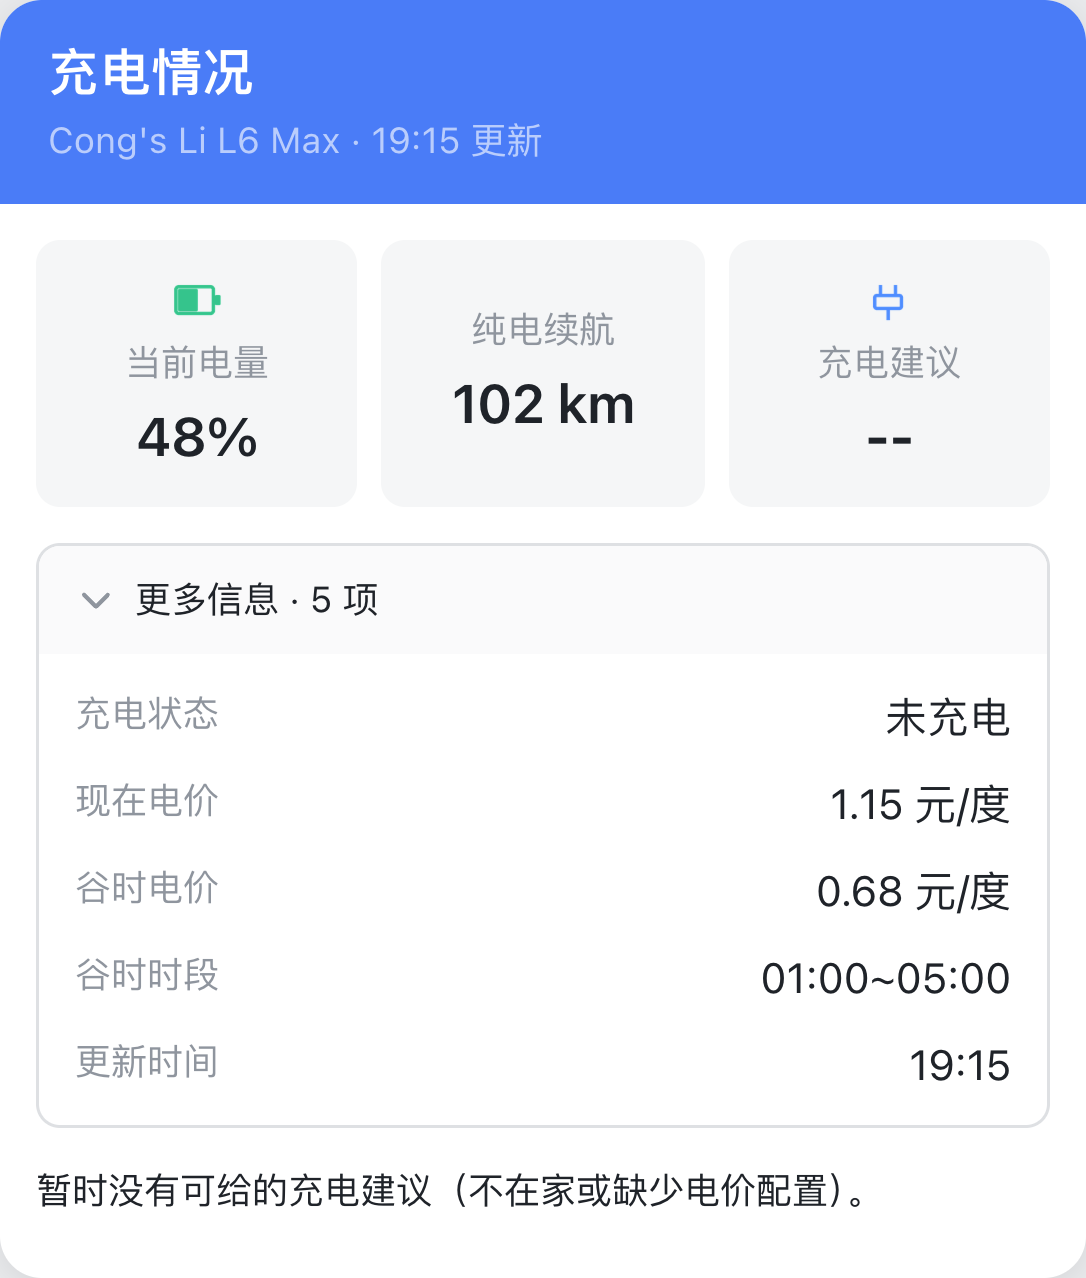 充电情况
Cong's Li L6 Max · 19:15 更新
当前电量
48%
纯电续航
102 km
充电建议
--
更多信息 · 5 项
充电状态 未充电
现在电价 1.15 元/度
谷时电价 0.68 元/度
谷时时段 01:00~05:00
更新时间 19:15
暂时没有可给的充电建议（不在家或缺少电价配置）。